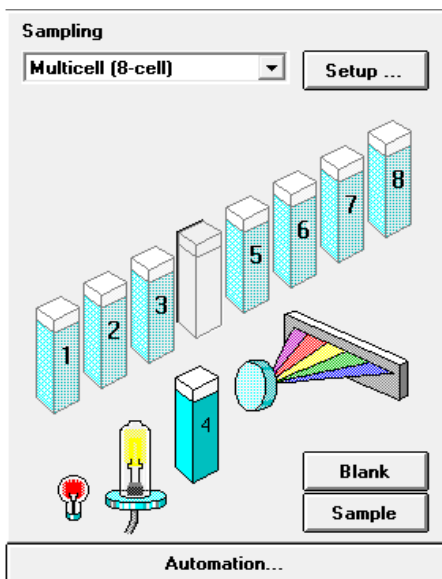 Sampling
Multicell (8-cell)
Setup ...
8
7
6
5
3
2
1
4
Blank
Sample
Automation...